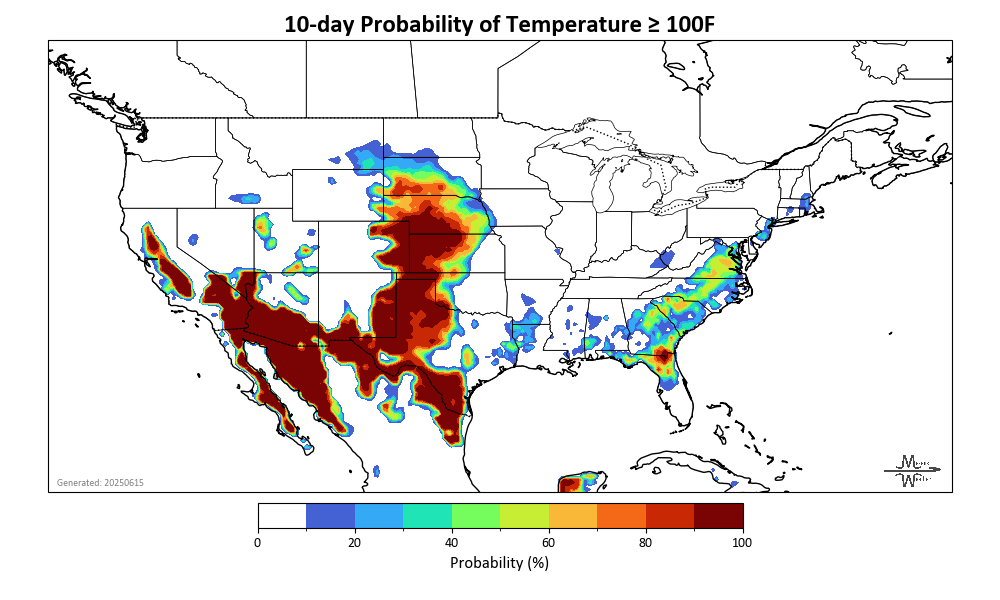 10-day Probability of Temperature ≥ 100F
Generated: 20250615
0 20 40 60 80 100
Probability (%)